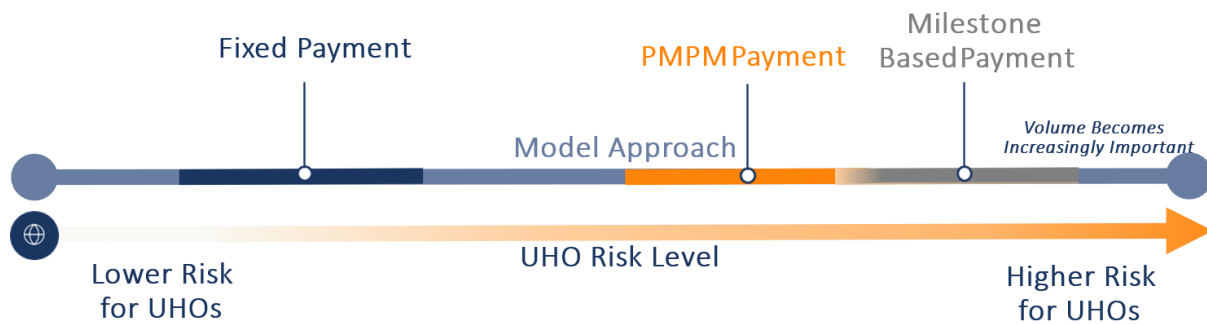 Fixed Payment
PMPM Payment
Milestone
Based Payment
Model Approach
Volume Becomes
Increasingly Important
UHO Risk Level
Lower Risk
for UHOs
Higher Risk
for UHOs